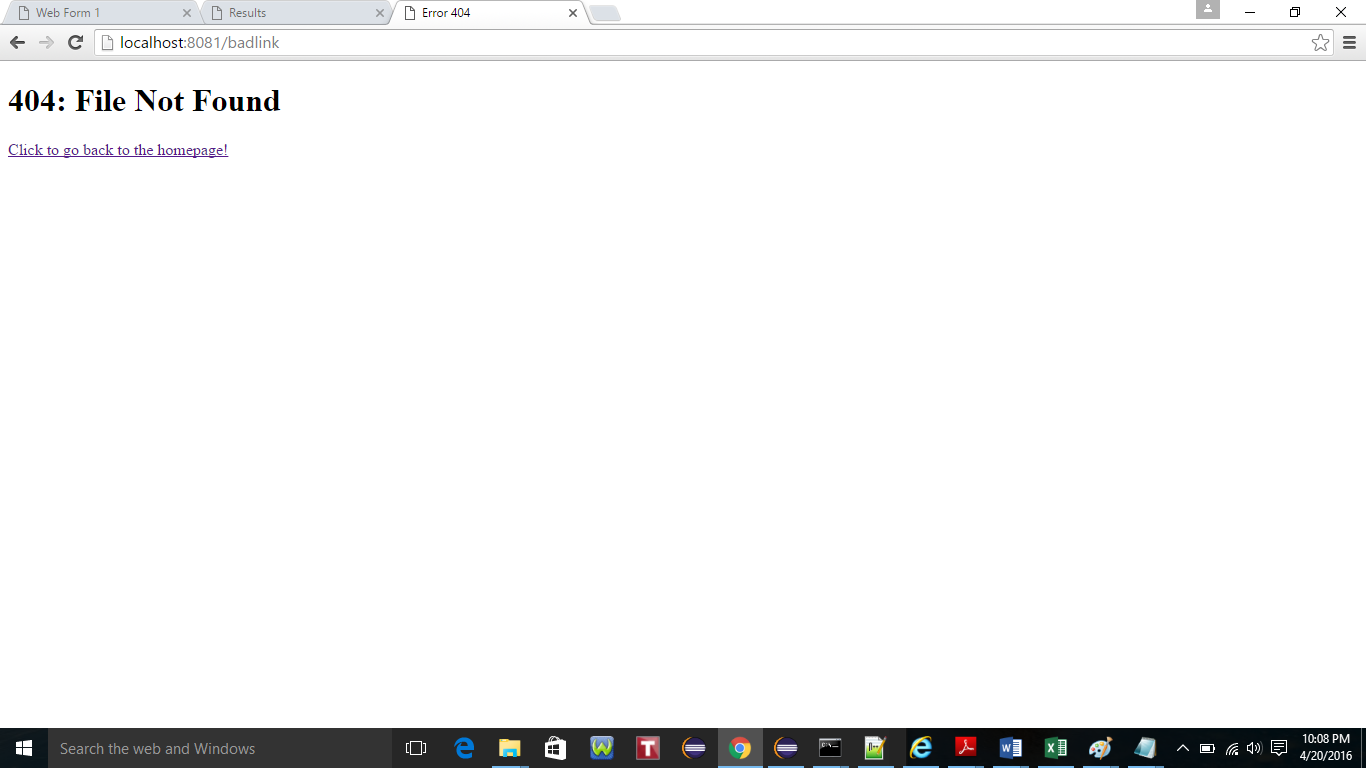 Web Form 1
Results
Error 404
localhost:8081/badlink
404: File Not Found
Click to go back to the homepage!
Search the web and Windows
10:08 PM
4/20/2016